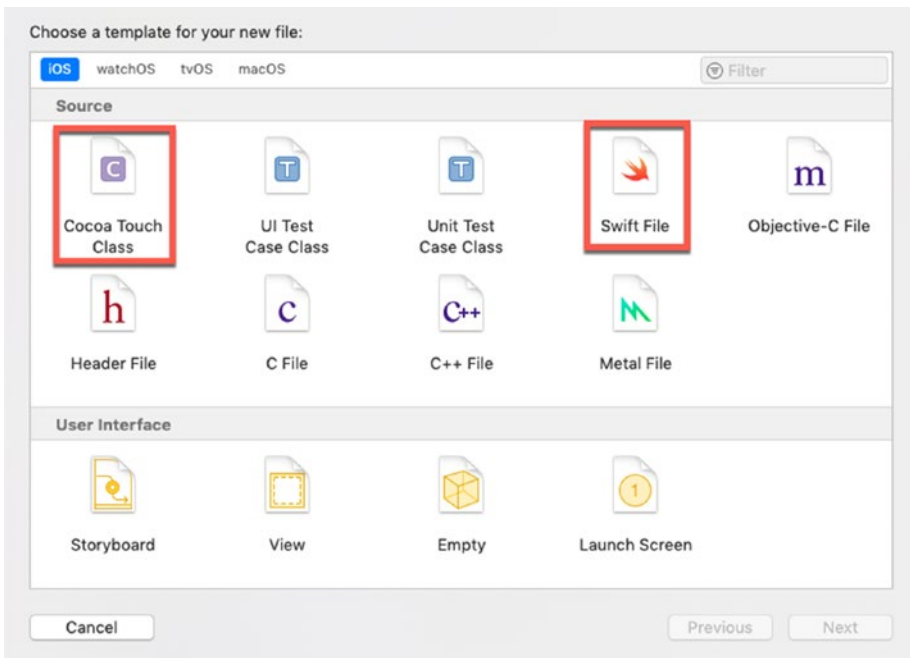 Choose a template for your new file:
iOS watchOS tvOS macOS Filter
Source
C T T m
Cocoa Touch Class
UI Test Case Class
Unit Test Case Class
Swift File
Objective-C File
h c C++
Header File
C File
C++ File
Metal File
User Interface
1
Storyboard
View
Empty
Launch Screen
Cancel Previous Next